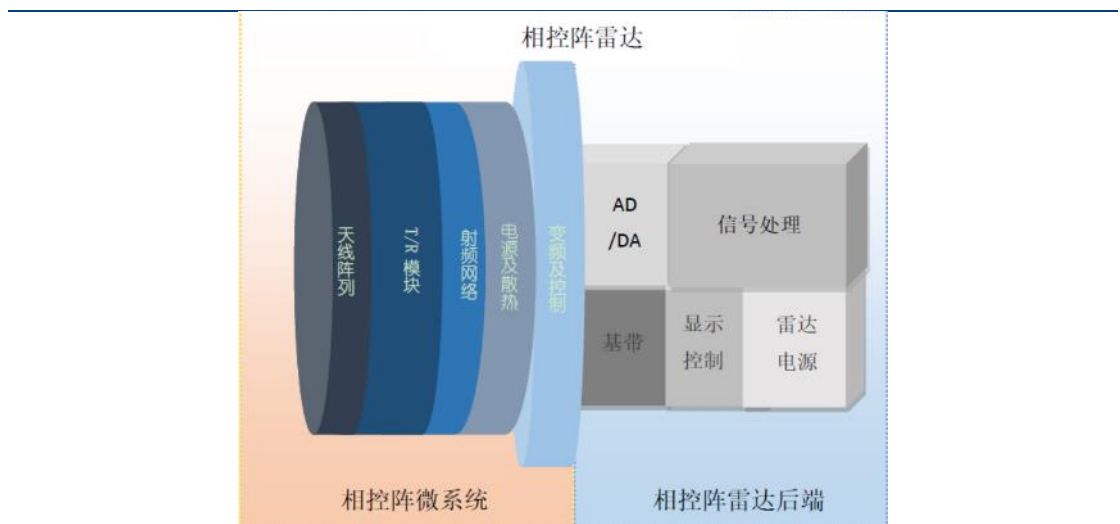 相控阵雷达
天线阵列
T/R 模块
射频网络
电源及散热
变频及控制
AD
/DA
信号处理
基带
显示
控制
雷达
电源
相控阵微系统
相控阵雷达后端